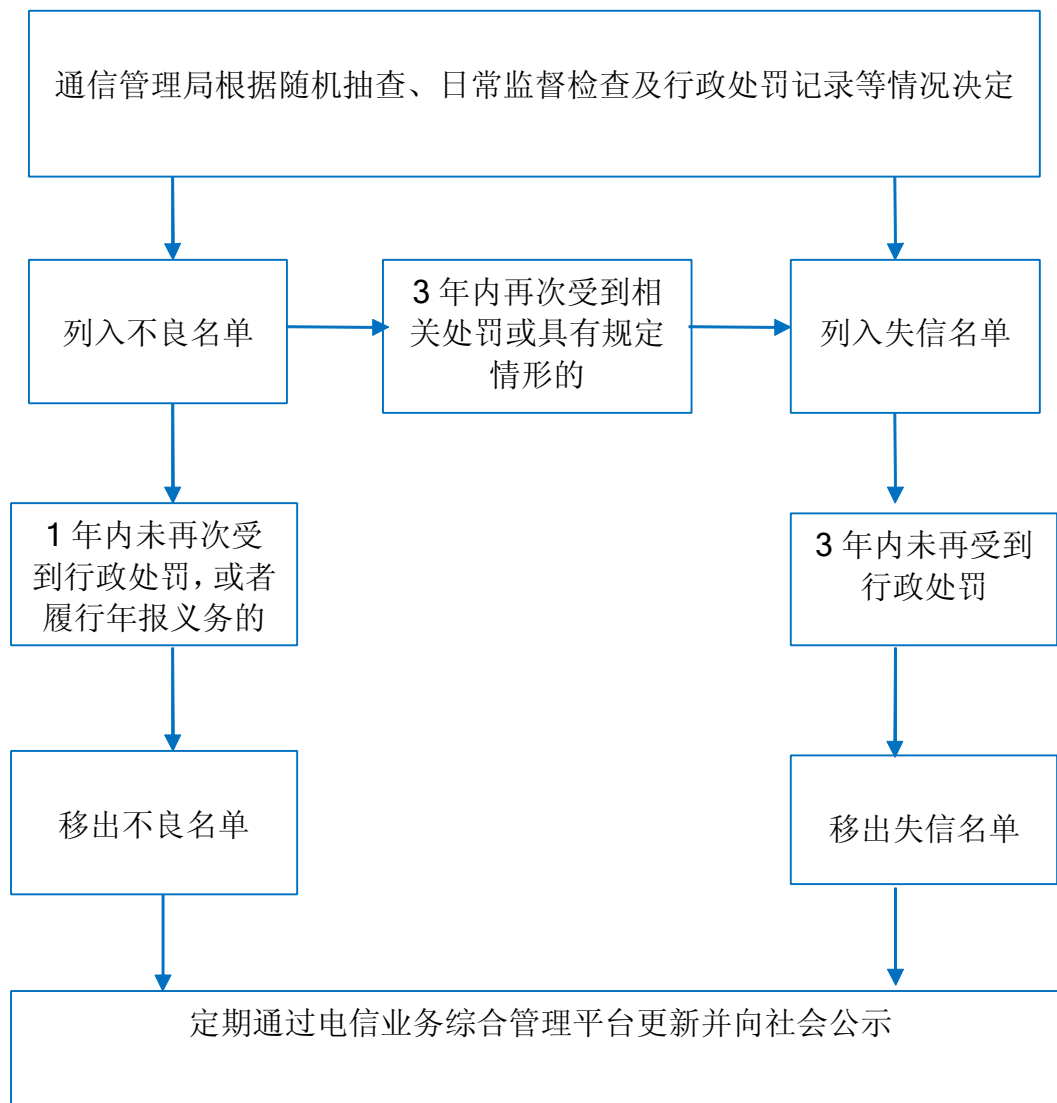 通信管理局根据随机抽查、日常监督检查及行政处罚记录等情况决定
列入不良名单
3 年内再次受到相
关处罚或具有规定
情形的
列入失信名单
1 年内未再次受
到行政处罚，或者
履行年报义务的
3 年内未再受到
行政处罚
移出不良名单
移出失信名单
定期通过电信业务综合管理平台更新并向社会公示